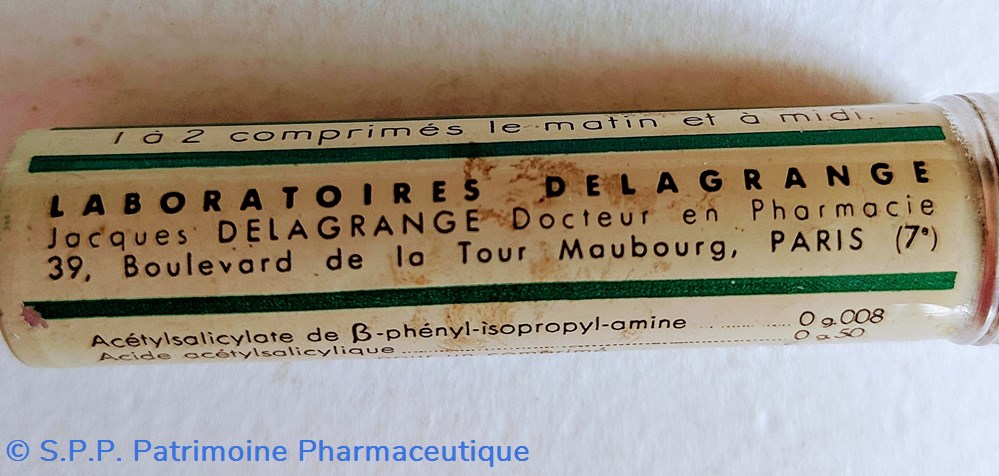 1 à 2 comprimés le matin et à midi.
LABORATOIRES DELAGRANGE
Jacques DELAGRANGE Docteur en Pharmacie
39, Boulevard de la Tour Maubourg, PARIS (7ᵉ)
Acétylsalicylate de β-phényl-isopropyl-amine ........... 0 g.008
Acide acétylsalicylique ........... 0 g.50
comprimé
© S.P.P. Patrimoine Pharmaceutique